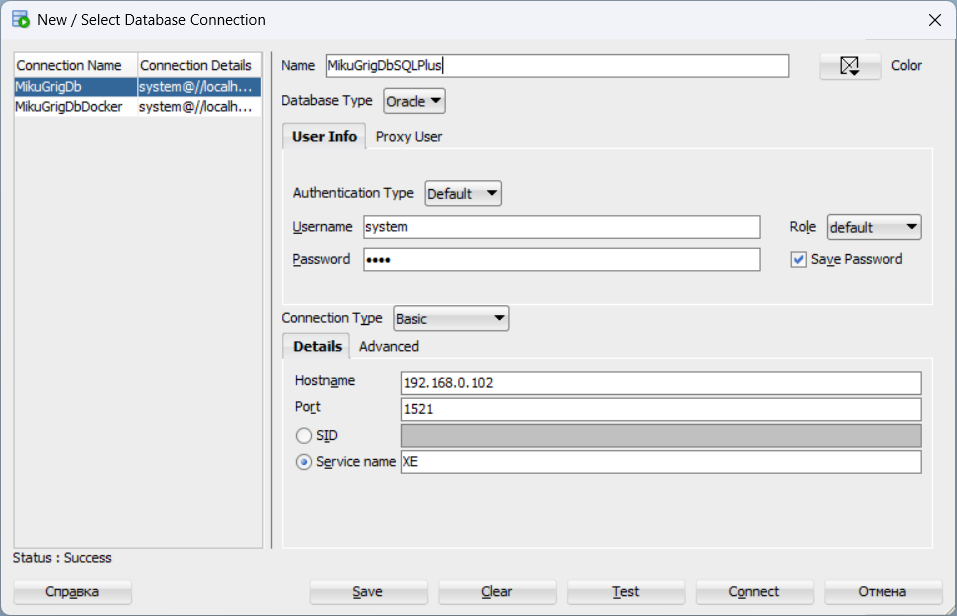 New / Select Database Connection
Connection Name Connection Details
MikuGrigDb system@//localh...
MikuGrigDbDocker system@//localh...
Name MikuGrigDbSQLPlus
Color
Database Type Oracle
User Info Proxy User
Authentication Type Default
Username system
Role default
Password ••••
Save Password
Connection Type Basic
Details Advanced
Hostname 192.168.0.102
Port 1521
SID
Service name XE
Status : Success
Справка Save Clear Test Connect Отмена